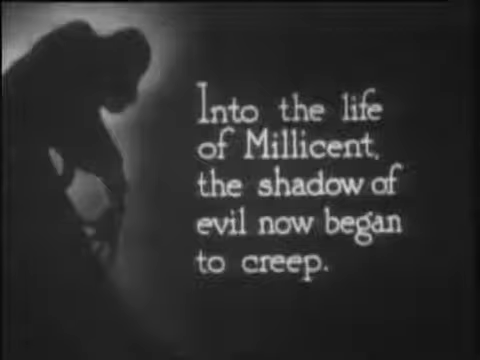 Into the life
of Millicent,
the shadow of
evil now began
to creep.